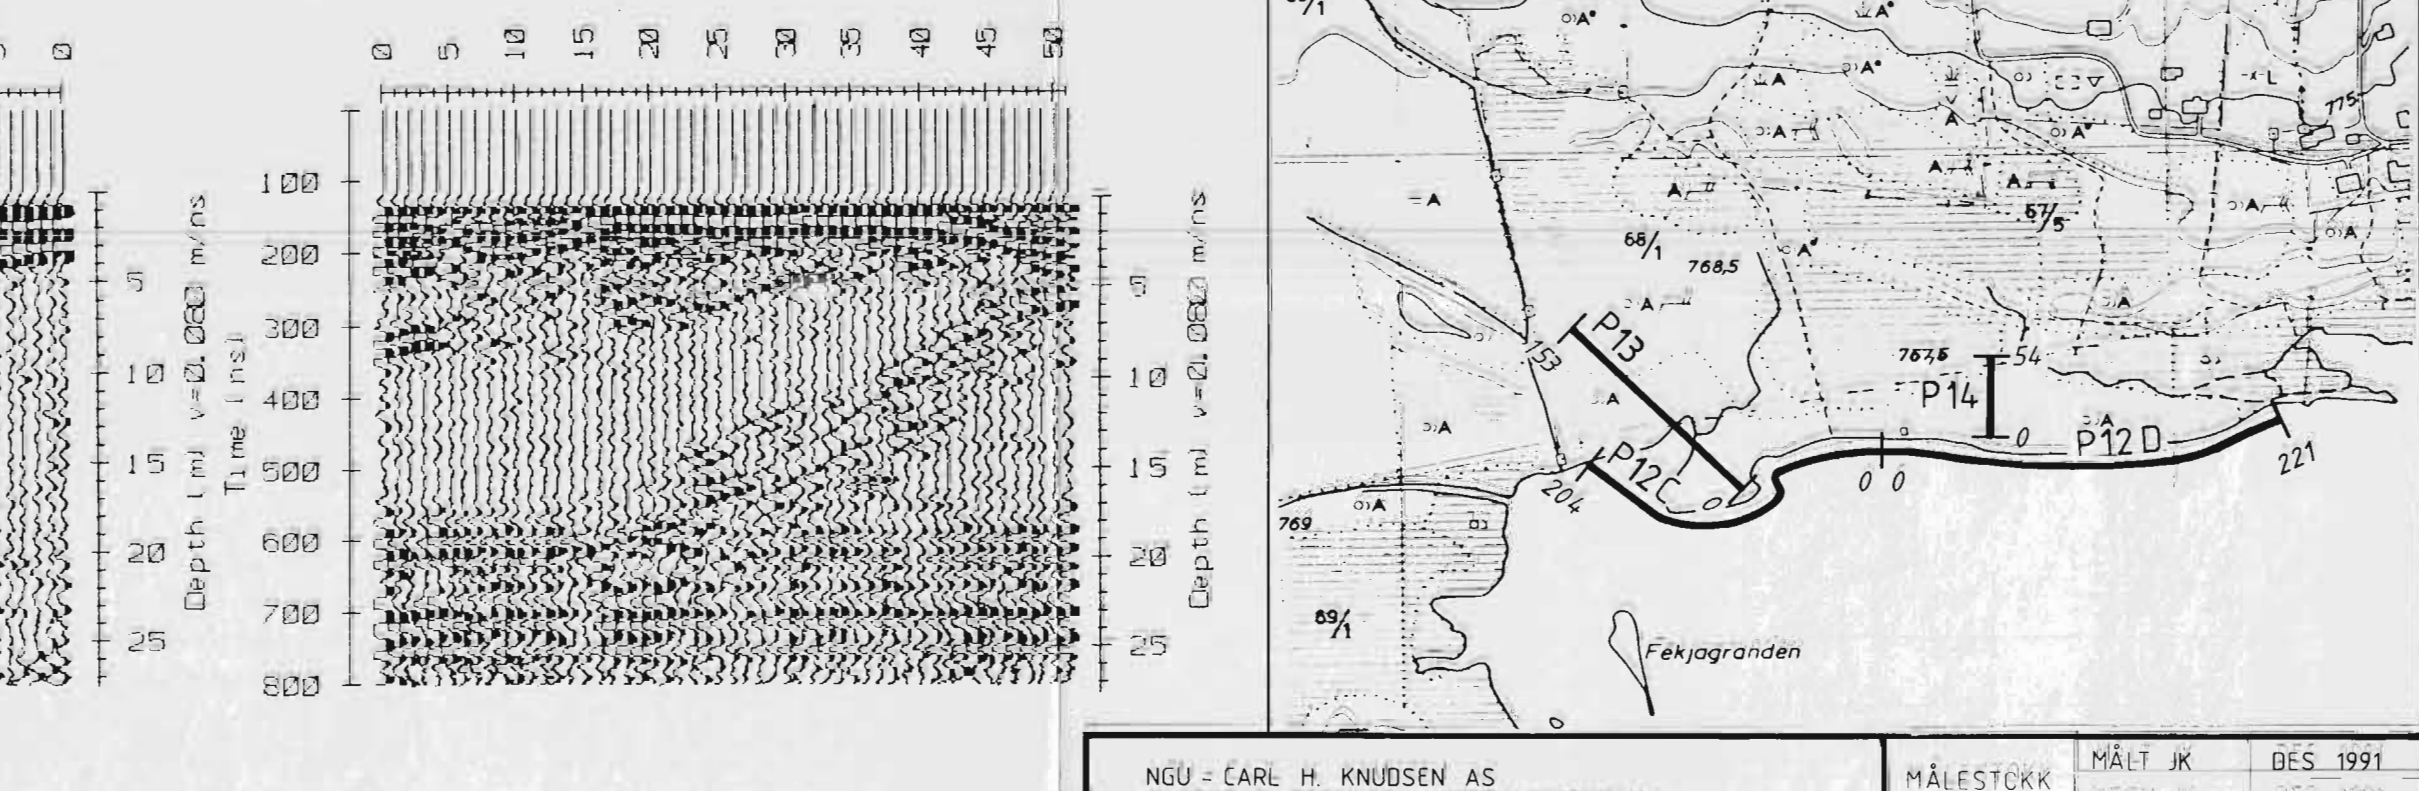 0
0 5 10 15 20 25 30 35 40 45 50
5
10
15
20
25
Depth (m) v=0.080 m/ns
Time (ns)
100
200
300
400
500
600
700
800
5
10
15
20
25
Depth (m) v=0.080 m/ns
/1
A
A
A
A
L
775
A
A
A
A
A
A
= A
67/5
A
A
68/1
768,5
A
A
A
P13
153
A
767,6
54
P14
A
A
0
P12D
221
P12C
204
0
0 0
A
769
69/1
Fekjagranden
NGU - CARL H. KNUDSEN AS
MÅLESTOKK
MÅLT JK
DES 1991